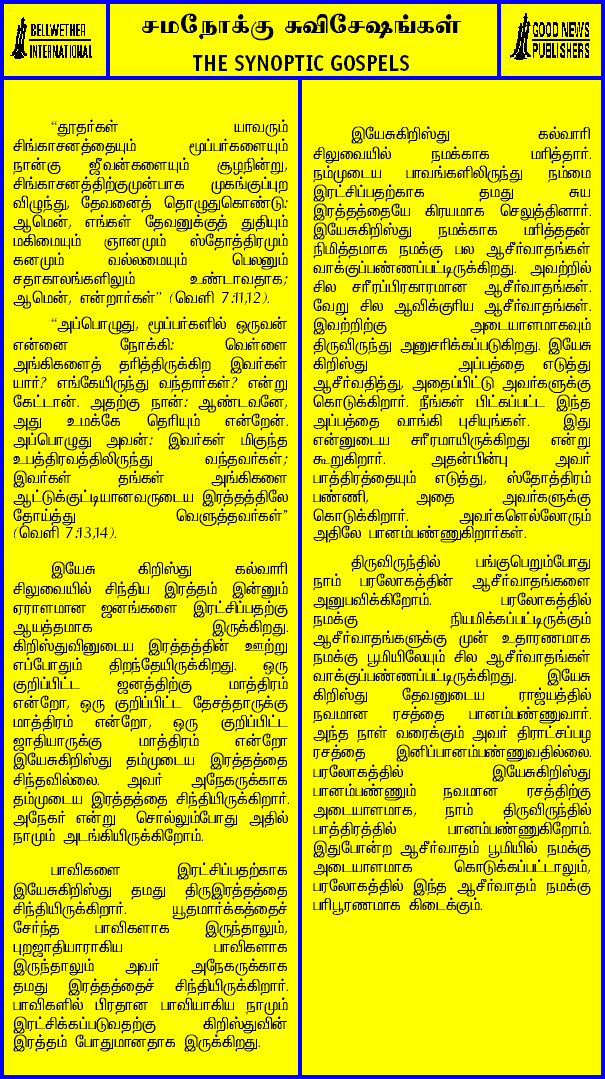 BELLWETHER
INTERNATIONAL
சமநோக்கு சுவிசேஷங்கள்
THE SYNOPTIC GOSPELS
GOOD NEWS
PUBLISHERS
“தூதர்கள் யாவரும்
சிங்காசனத்தையும் மூப்பர்களையும்
நான்கு ஜீவன்களையும் சூழநின்று,
சிங்காசனத்திற்குமுன்பாக முகங்குப்புற
விழுந்து, தேவனைத் தொழுதுகொண்டு:
ஆமென், எங்கள் தேவனுக்குத் துதியும்
மகிமையும் ஞானமும் ஸ்தோத்திரமும்
கனமும் வல்லமையும் பெலனும்
சதாகாலங்களிலும் உண்டாவதாக;
ஆமென், என்றார்கள்” (வெளி 7:11,12).
“அப்பொழுது, மூப்பர்களில் ஒருவன்
என்னை நோக்கி: வெள்ளை
அங்கிகளைத் தரித்திருக்கிற இவர்கள்
யார்? எங்கேயிருந்து வந்தார்கள்? என்று
கேட்டான். அதற்கு நான்: ஆண்டவனே,
அது உமக்கே தெரியும் என்றேன்.
அப்பொழுது அவன்: இவர்கள் மிகுந்த
உபத்திரவத்திலிருந்து வந்தவர்கள்;
இவர்கள் தங்கள் அங்கிகளை
ஆட்டுக்குட்டியானவருடைய இரத்தத்திலே
தோய்த்து வெளுத்தவர்கள்”
(வெளி 7:13,14).
இயேசு கிறிஸ்து கல்வாரி
சிலுவையில் சிந்திய இரத்தம் இன்னும்
ஏராளமான ஜனங்களை இரட்சிப்பதற்கு
ஆயத்தமாக இருக்கிறது.
கிறிஸ்துவினுடைய இரத்தத்தின் ஊற்று
எப்போதும் திறந்தேயிருக்கிறது. ஒரு
குறிப்பிட்ட ஜனத்திற்கு மாத்திரம்
என்றோ, ஒரு குறிப்பிட்ட தேசத்தாருக்கு
மாத்திரம் என்றோ, ஒரு குறிப்பிட்ட
ஜாதியாருக்கு மாத்திரம் என்றோ
இயேசுகிறிஸ்து தம்முடைய இரத்தத்தை
சிந்தவில்லை. அவர் அநேகருக்காக
தம்முடைய இரத்தத்தை சிந்தியிருக்கிறார்.
அநேகர் என்று சொல்லும்போது அதில்
நாமும் அடங்கியிருக்கிறோம்.
பாவிகளை இரட்சிப்பதற்காக
இயேசுகிறிஸ்து தமது திருஇரத்தத்தை
சிந்தியிருக்கிறார். யூதமார்க்கத்தைச்
சேர்ந்த பாவிகளாக இருந்தாலும்,
புறஜாதியாராகிய பாவிகளாக
இருந்தாலும் அவர் அநேகருக்காக
தமது இரத்தத்தைச் சிந்தியிருக்கிறார்.
பாவிகளில் பிரதான பாவியாகிய நாமும்
இரட்சிக்கப்படுவதற்கு கிறிஸ்துவின்
இரத்தம் போதுமானதாக இருக்கிறது.
இயேசுகிறிஸ்து கல்வாரி
சிலுவையில் நமக்காக மரித்தார்.
நம்முடைய பாவங்களிலிருந்து நம்மை
இரட்சிப்பதற்காக தமது சுய
இரத்தத்தையே கிரயமாக செலுத்தினார்.
இயேசுகிறிஸ்து நமக்காக மரித்ததன்
நிமித்தமாக நமக்கு பல ஆசீர்வாதங்கள்
வாக்குப்பண்ணப்பட்டிருக்கிறது. அவற்றில்
சில சரீரப்பிரகாரமான ஆசீர்வாதங்கள்.
வேறு சில ஆவிக்குரிய ஆசீர்வாதங்கள்.
இவற்றிற்கு அடையாளமாகவும்
திருவிருந்து அனுசரிக்கப்படுகிறது. இயேசு
கிறிஸ்து அப்பத்தை எடுத்து
ஆசீர்வதித்து, அதைப்பிட்டு அவர்களுக்கு
கொடுக்கிறார். நீங்கள் பிட்கப்பட்ட இந்த
அப்பத்தை வாங்கி புசியுங்கள். இது
என்னுடைய சரீரமாயிருக்கிறது என்று
கூறுகிறார். அதன்பின்பு அவர்
பாத்திரத்தையும் எடுத்து, ஸ்தோத்திரம்
பண்ணி, அதை அவர்களுக்கு
கொடுக்கிறார். அவர்களெல்லோரும்
அதிலே பானம்பண்ணுகிறார்கள்.
திருவிருந்தில் பங்குபெறும்போது
நாம் பரலோகத்தின் ஆசீர்வாதங்களை
அனுபவிக்கிறோம். பரலோகத்தில்
நமக்கு நியமிக்கப்பட்டிருக்கும்
ஆசீர்வாதங்களுக்கு முன் உதாரணமாக
நமக்கு பூமியிலேயும் சில ஆசீர்வாதங்கள்
வாக்குப்பண்ணப்பட்டிருக்கிறது. இயேசு
கிறிஸ்து தேவனுடைய ராஜ்யத்தில்
நவமான ரசத்தை பானம்பண்ணுவார்.
அந்த நாள் வரைக்கும் அவர் திராட்சப்பழ
ரசத்தை இனிப்பானம்பண்ணுவதில்லை.
பரலோகத்தில் இயேசுகிறிஸ்து
பானம்பண்ணும் நவமான ரசத்திற்கு
அடையாளமாக, நாம் திருவிருந்தில்
பாத்திரத்தில் பானம்பண்ணுகிறோம்.
இதுபோன்ற ஆசீர்வாதம் பூமியில் நமக்கு
அடையாளமாக கொடுக்கப்பட்டாலும்,
பரலோகத்தில் இந்த ஆசீர்வாதம் நமக்கு
பரிபூரணமாக கிடைக்கும்.